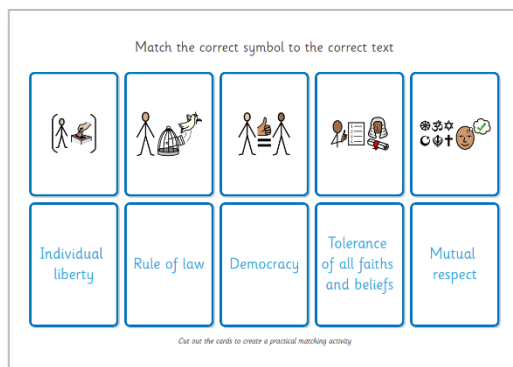 Match the correct symbol to the correct text
Individual
liberty
Rule of law
Democracy
Tolerance
of all faiths
and beliefs
Mutual
respect
Cut out the cards to create a practical matching activity